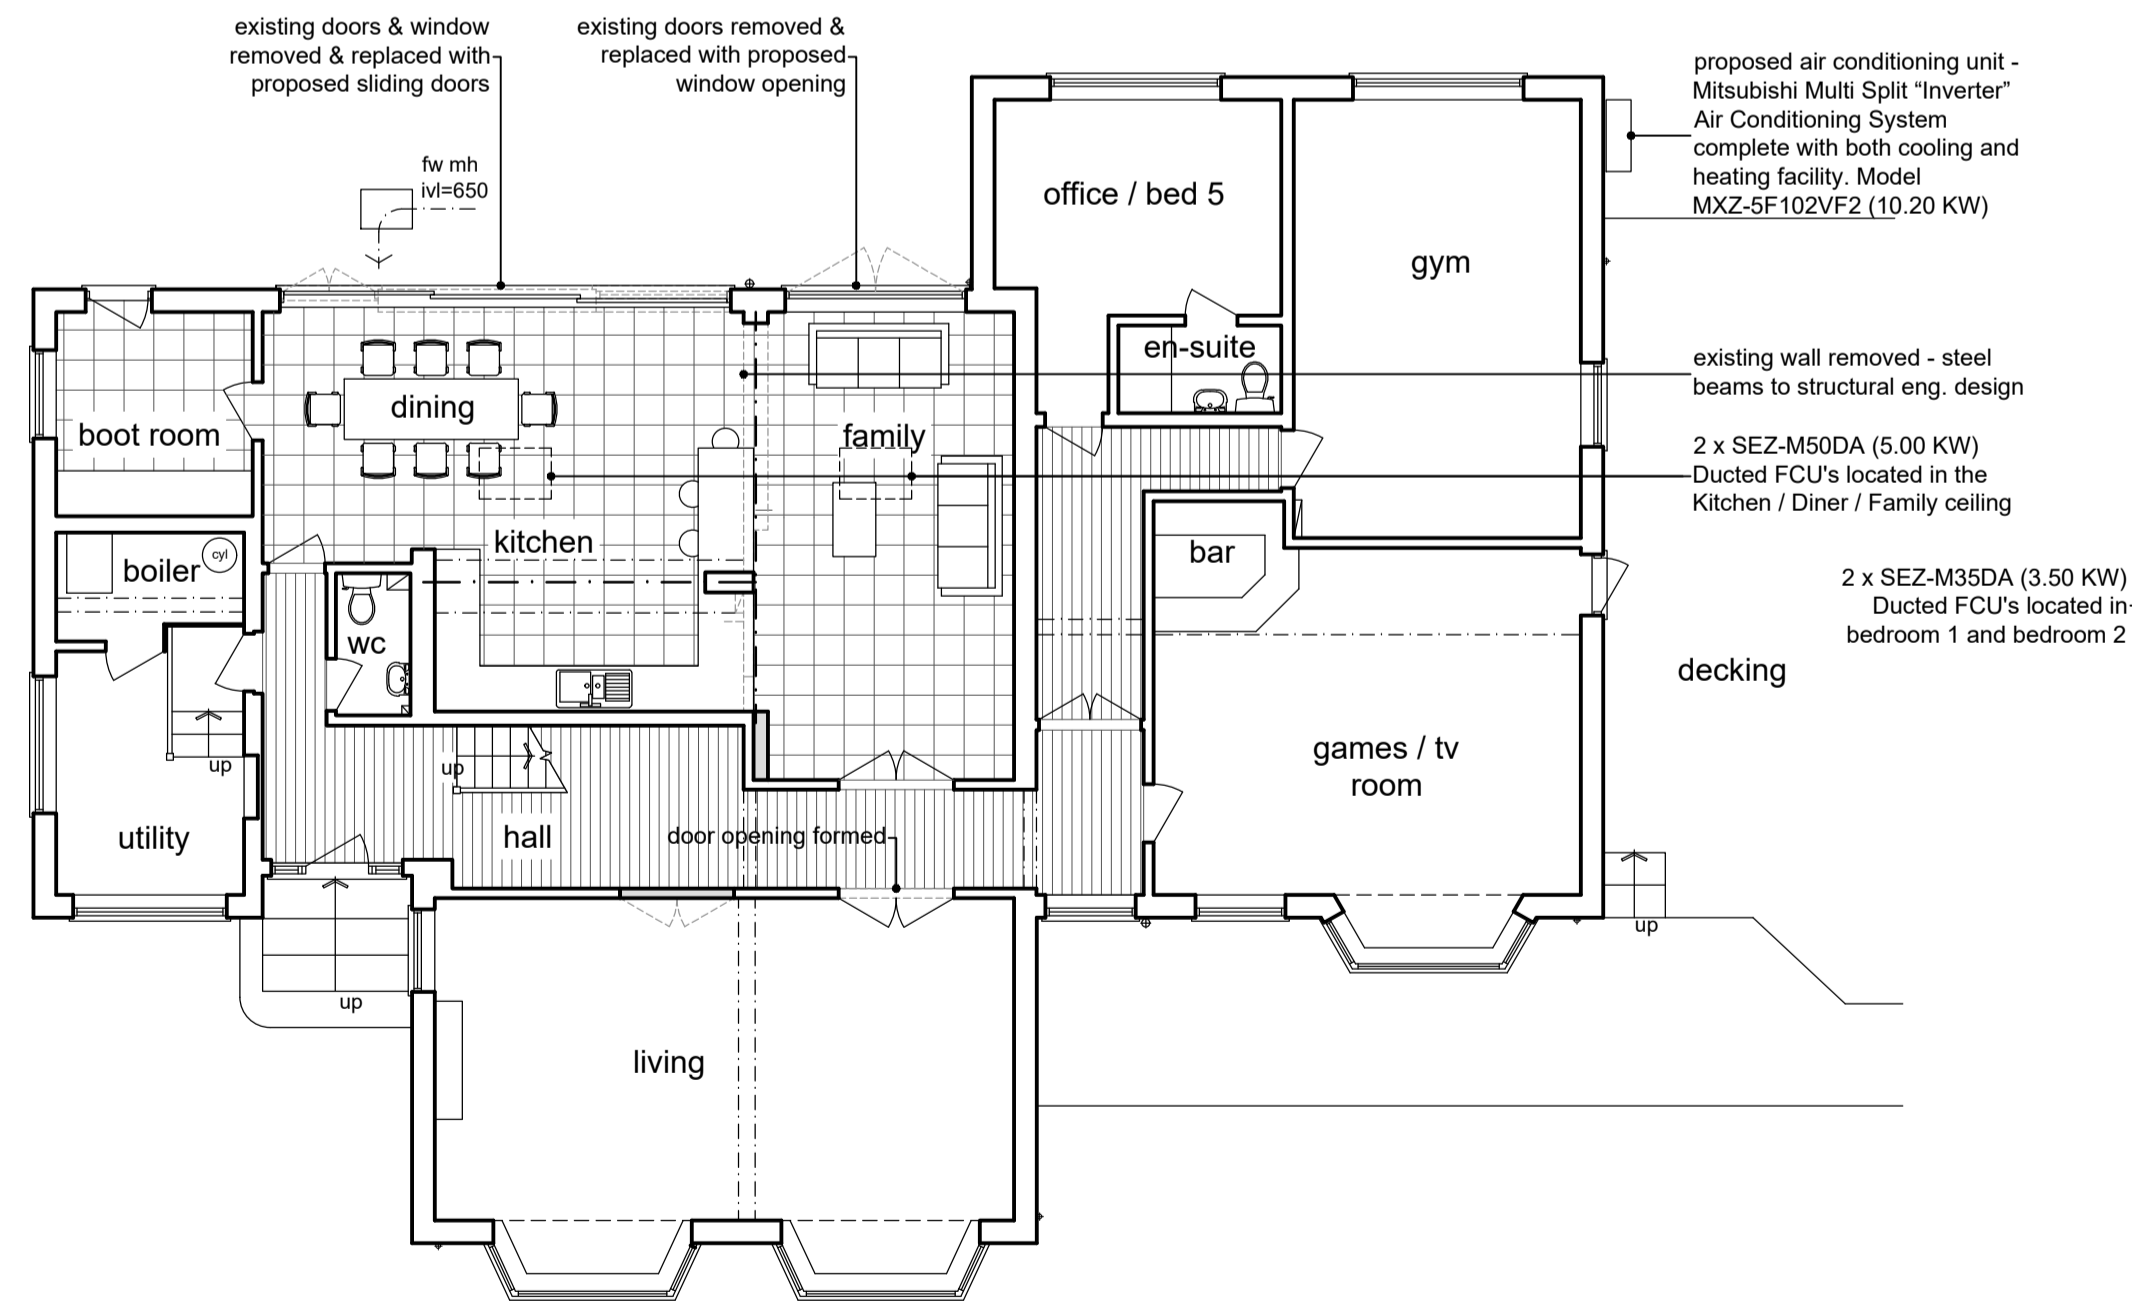 existing doors & window
removed & replaced with
proposed sliding doors
existing doors removed &
replaced with proposed
window opening
proposed air conditioning unit -
Mitsubishi Multi Split “Inverter”
Air Conditioning System
complete with both cooling and
heating facility. Model
MXZ-5F102VF2 (10.20 KW)
fw mh
ivl=650
office / bed 5
gym
en-suite
existing wall removed - steel
beams to structural eng. design
dining
boot room
family
2 x SEZ-M50DA (5.00 KW)
Ducted FCU's located in the
Kitchen / Diner / Family ceiling
kitchen
bar
cyl
boiler
2 x SEZ-M35DA (3.50 KW)
Ducted FCU's located in
bedroom 1 and bedroom 2
wc
decking
up
up
games / tv
room
utility
hall
door opening formed
up
up
living